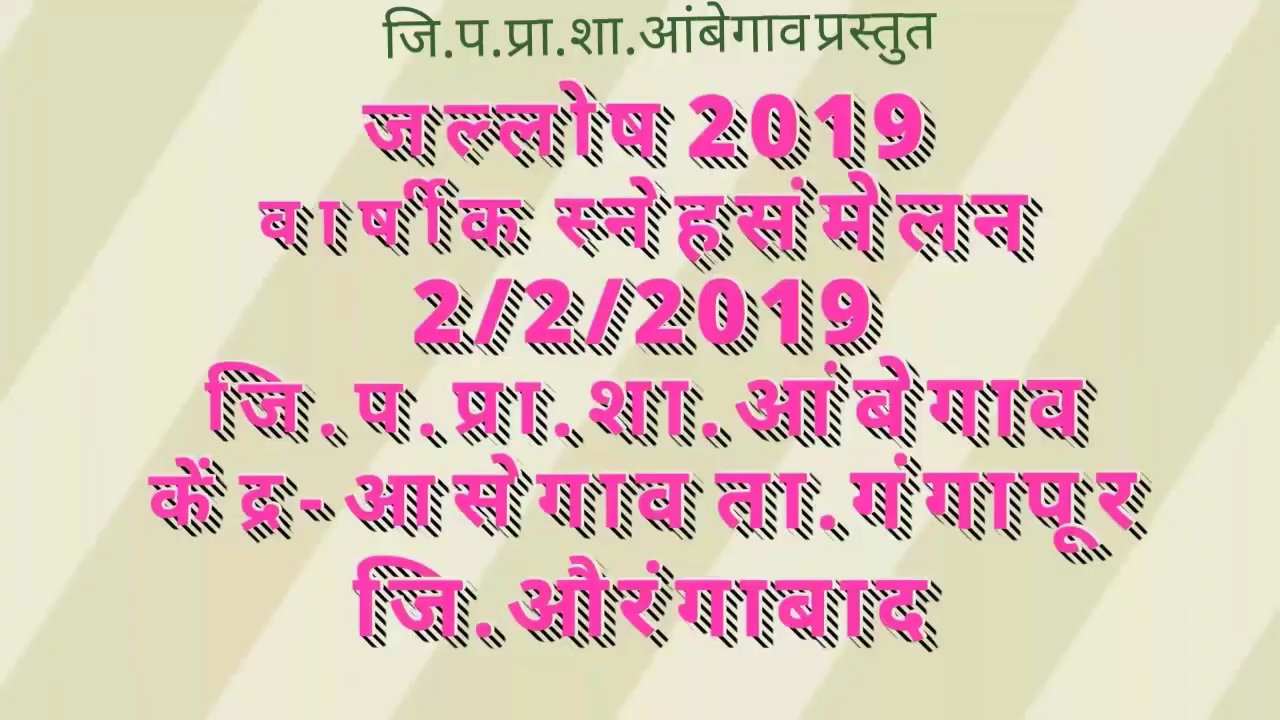 जि.प.प्रा.शा.आंबेगाव प्रस्तुत
जल्लोष 2019
वार्षीक स्नेहसंमेलन
2/2/2019
जि.प.प्रा.शा.आंबेगाव
केंद्र-आसेगाव ता.गंगापूर
जि.औरंगाबाद